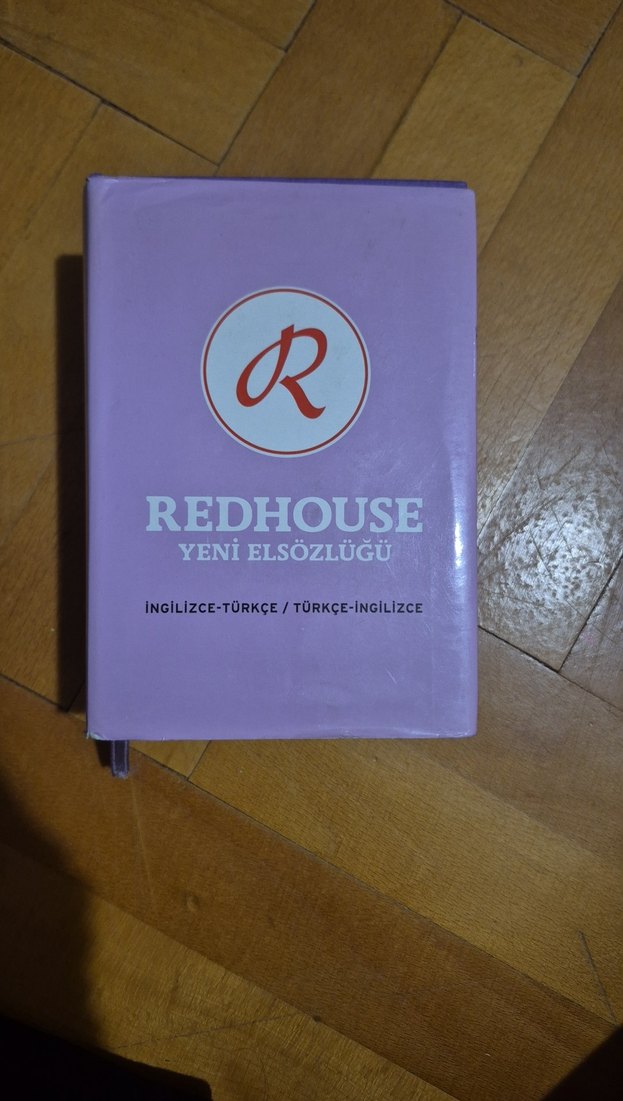 R
REDHOUSE
YENİ ELSÖZLÜĞÜ
İNGİLİZCE-TÜRKÇE / TÜRKÇE-İNGİLİZCE